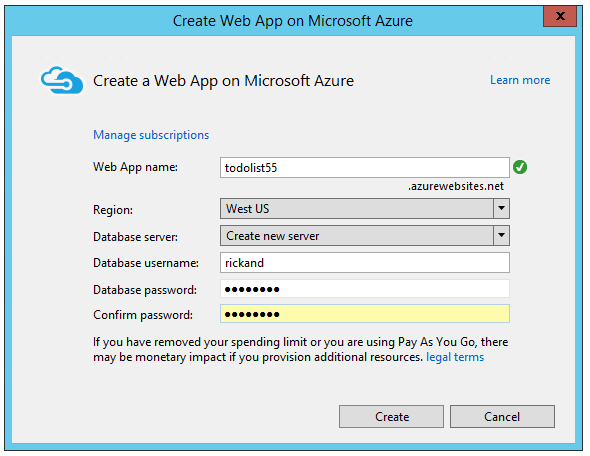 Create Web App on Microsoft Azure
x
Create a Web App on Microsoft Azure
Learn more
Manage subscriptions
Web App name: todolist55
.azurewebsites.net
Region: West US
Database server: Create new server
Database username: rickand
Database password: ●●●●●●●●
Confirm password: ●●●●●●●●
If you have removed your spending limit or you are using Pay As You Go, there
may be monetary impact if you provision additional resources. legal terms
Create Cancel